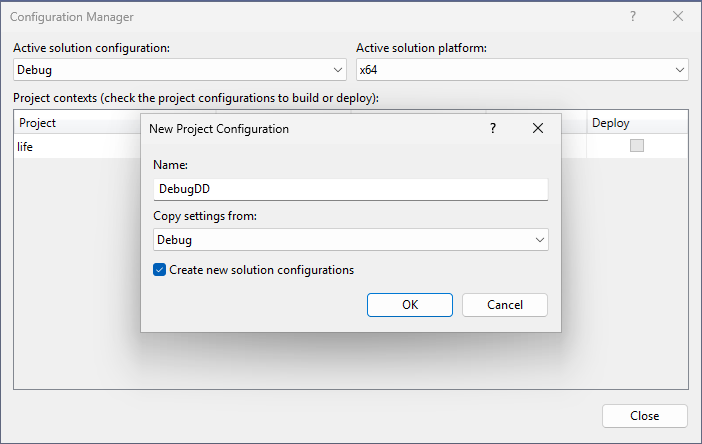 Configuration Manager
Active solution configuration: Active solution platform:
Debug x64
Project contexts (check the project configurations to build or deploy):
Project Deploy
life
New Project Configuration
Name:
DebugDD
Copy settings from:
Debug
Create new solution configurations
OK Cancel
Close